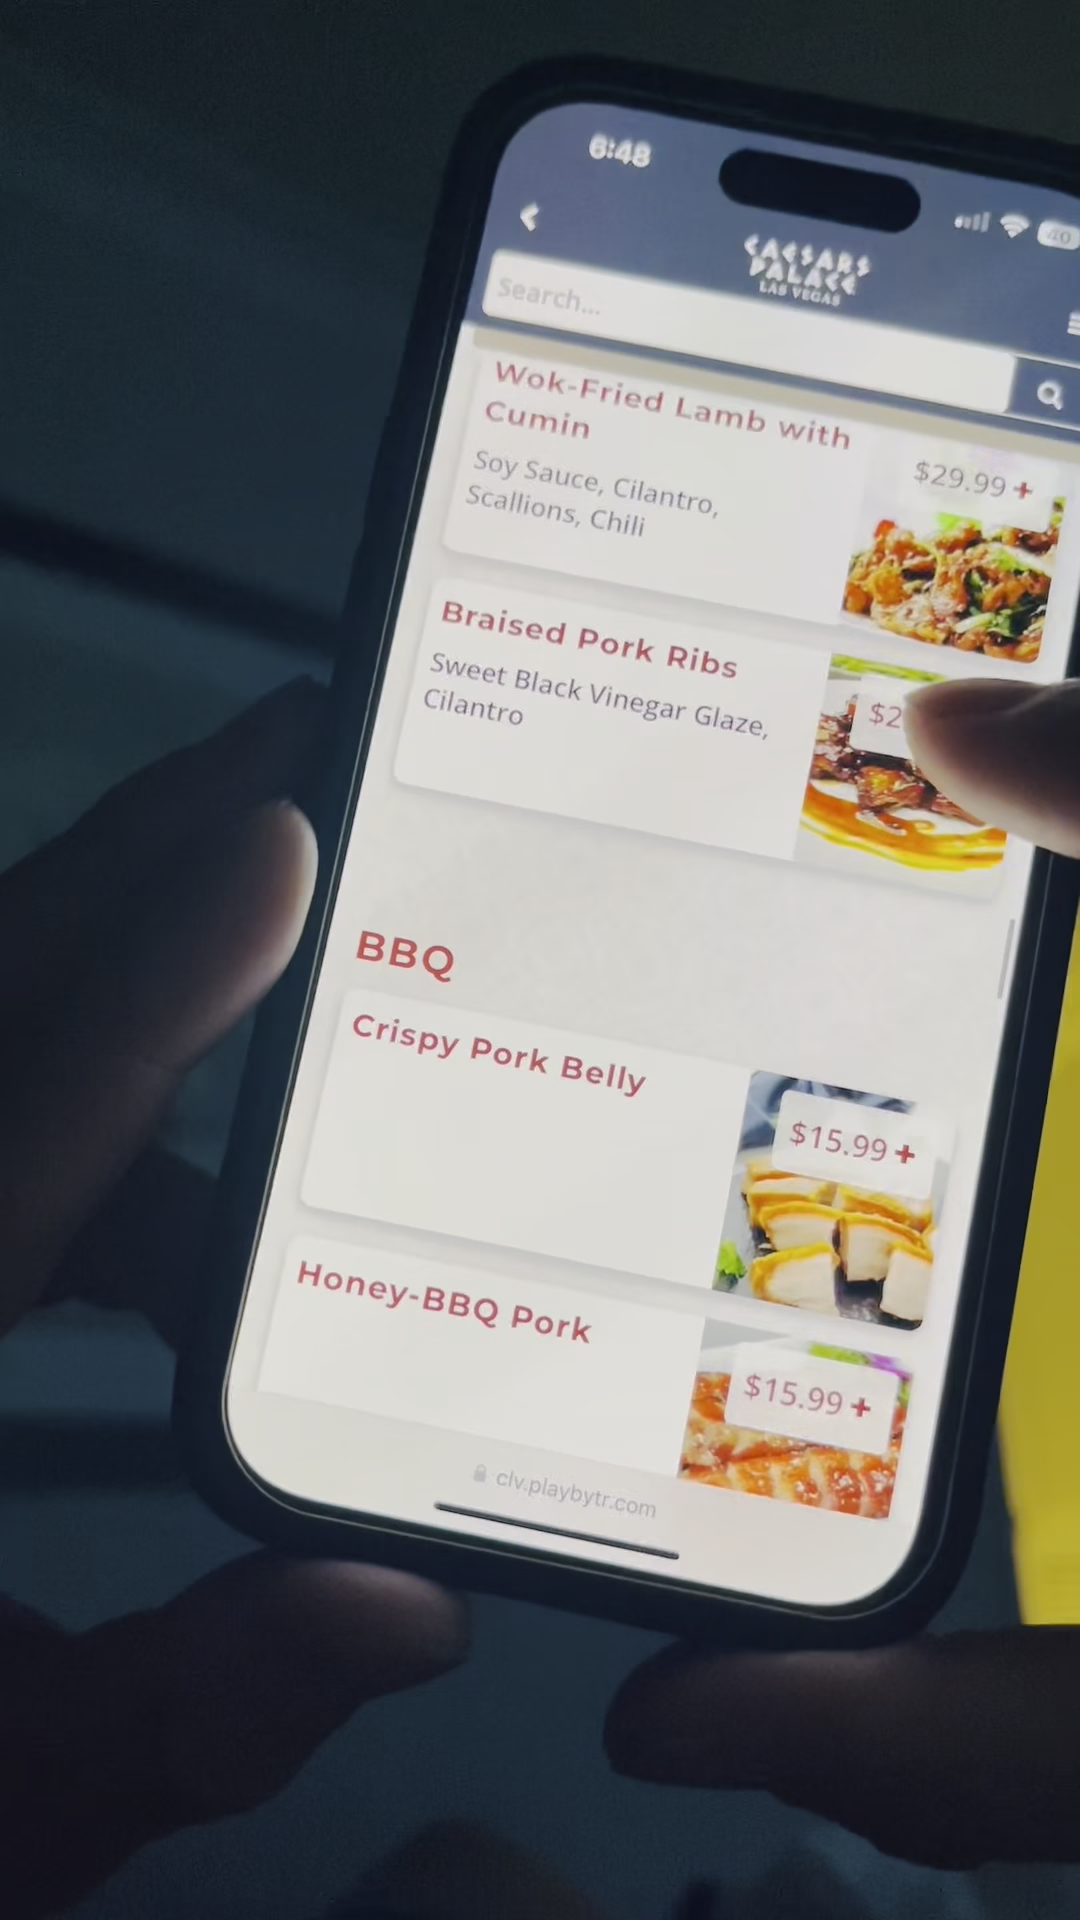 6:48
40
CAESARS
PALACE
LAS VEGAS
Search...
Wok-Fried Lamb with
Cumin
$29.99 +
Soy Sauce, Cilantro,
Scallions, Chili
Braised Pork Ribs
$2
Sweet Black Vinegar Glaze,
Cilantro
BBQ
Crispy Pork Belly
$15.99 +
Honey-BBQ Pork
$15.99 +
clv.playbytr.com